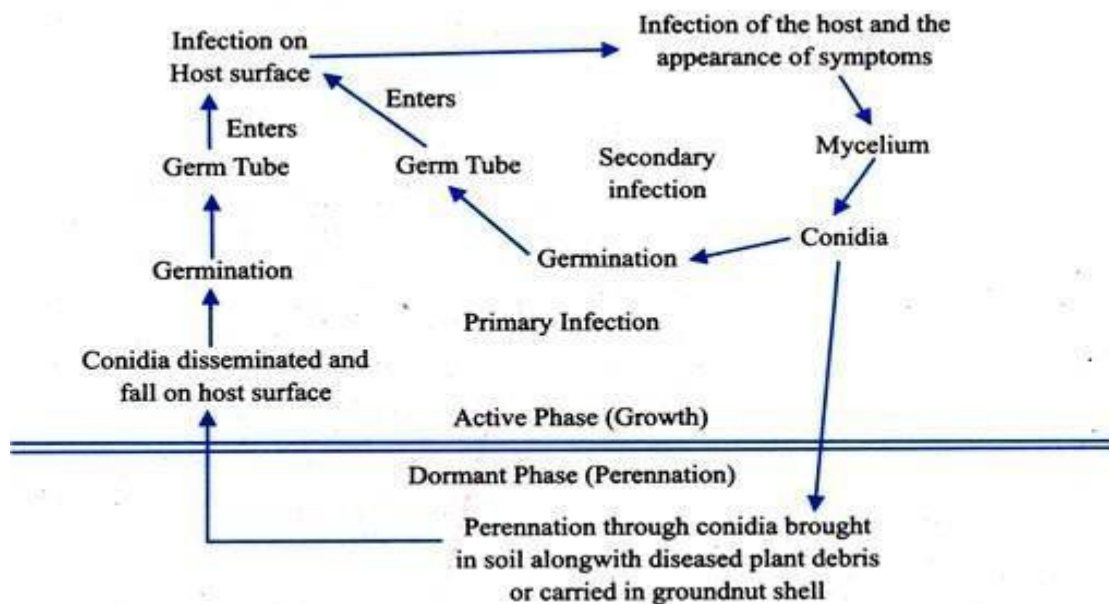 Infection on
Host surface
Infection of the host and the
appearance of symptoms
Enters
Enters
Mycelium
Germ Tube
Germ Tube
Secondary
infection
Conidia
Germination
Germination
Primary Infection
Conidia disseminated and
fall on host surface
Active Phase (Growth)
Dormant Phase (Perennation)
Perennation through conidia brought
in soil alongwith diseased plant debris
or carried in groundnut shell